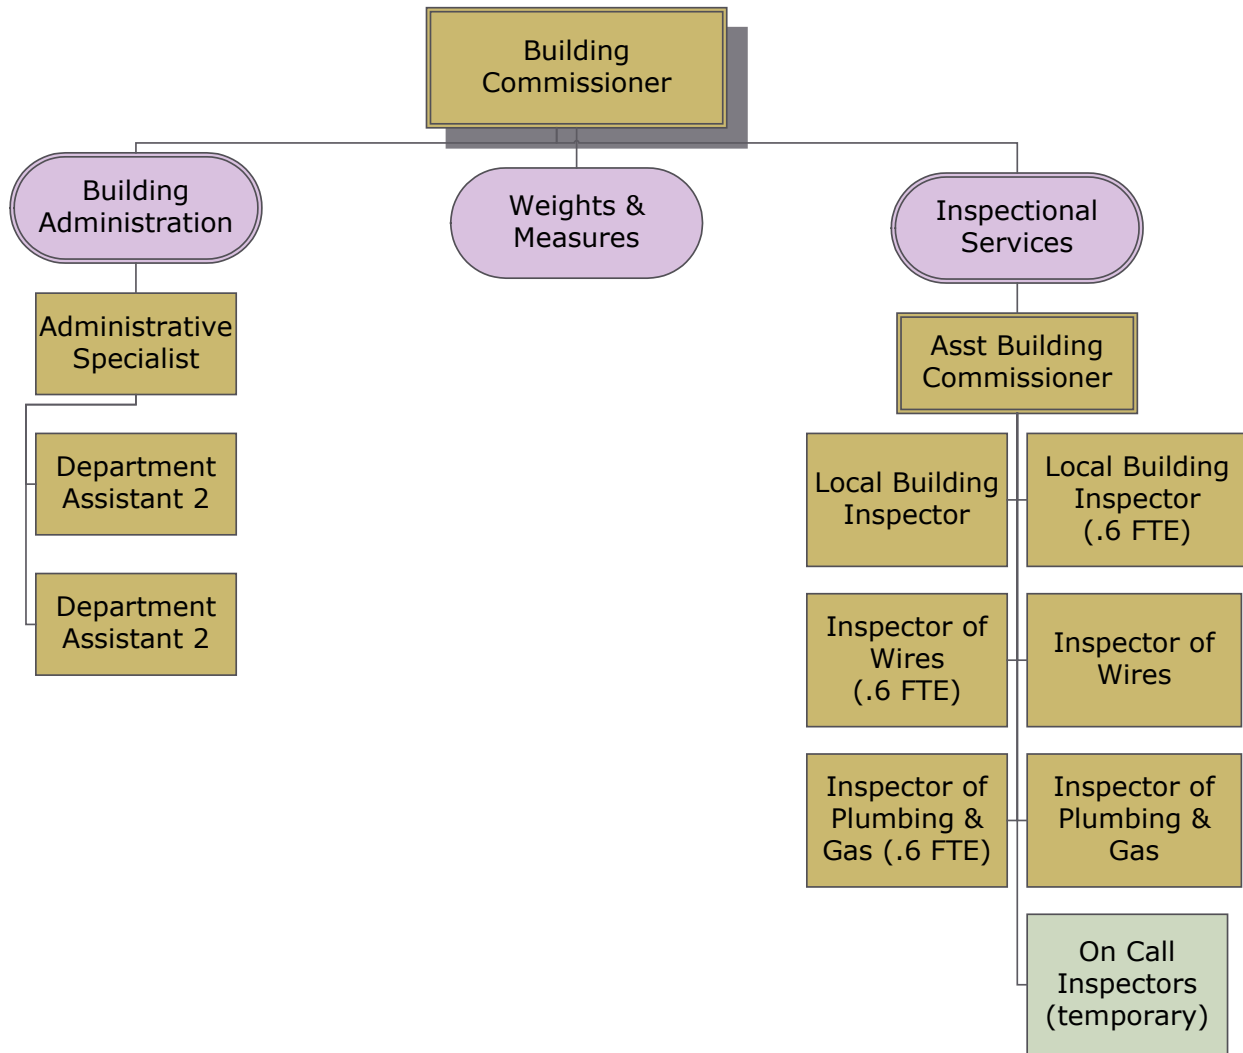 Building
Commissioner
Building
Administration
Weights &
Measures
Inspectional
Services
Administrative
Specialist
Asst Building
Commissioner
Department
Assistant 2
Local Building
Inspector
Local Building
Inspector
(.6 FTE)
Department
Assistant 2
Inspector of
Wires
(.6 FTE)
Inspector of
Wires
Inspector of
Plumbing &
Gas (.6 FTE)
Inspector of
Plumbing &
Gas
On Call
Inspectors
(temporary)